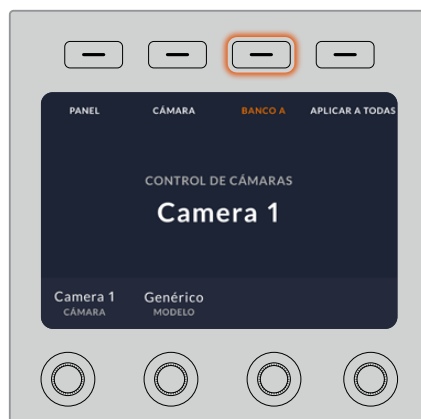 PANEL CÁMARA BANCO A APLICAR A TODAS
CONTROL DE CÁMARAS
Camera 1
Camera 1 Genérico
CÁMARA MODELO